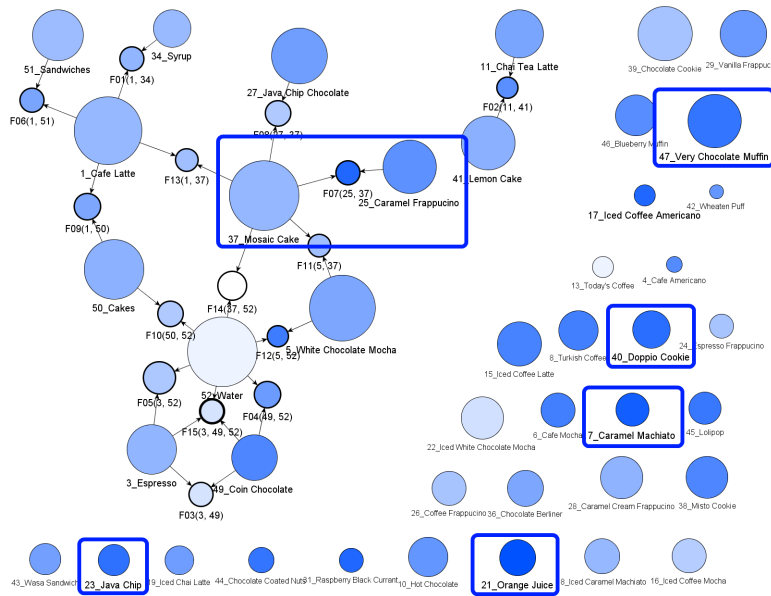 51_Sandwiches
34_Syrup
F01(1, 34)
F06(1, 51)
27_Java Chip Chocolate
11_Chai Tea Latte
F02(11, 41)
39_Chocolate Cookie
29_Vanilla Frappuc
46_Blueberry Muffin
47_Very Chocolate Muffin
1_Cafe Latte
F08(27, 37)
F13(1, 37)
F07(25, 37)
25_Caramel Frappucino
41_Lemon Cake
17_Iced Coffee Americano
42_Wheaten Puff
F09(1, 50)
37_Mosaic Cake
F11(5, 37)
13_Today's Coffee
4_Cafe Americano
50_Cakes
F14(37, 52)
F10(50, 52)
F12(5, 52)
5_White Chocolate Mocha
15_Iced Coffee Latte
8_Turkish Coffee
40_Doppio Cookie
24_Espresso Frappucino
52_Water
F05(3, 52)
F04(49, 52)
F15(3, 49, 52)
22_Iced White Chocolate Mocha
6_Cafe Mocha
7_Caramel Machiato
45_Lolipop
3_Espresso
49_Coin Chocolate
F03(3, 49)
26_Coffee Frappucino
36_Chocolate Berliner
28_Caramel Cream Frappucino
38_Misto Cookie
43_Wasa Sandwich
23_Java Chip
19_Iced Chai Latte
44_Chocolate Coated Nuts
31_Raspberry Black Currant
10_Hot Chocolate
21_Orange Juice
8_Iced Caramel Machiato
16_Iced Coffee Mocha